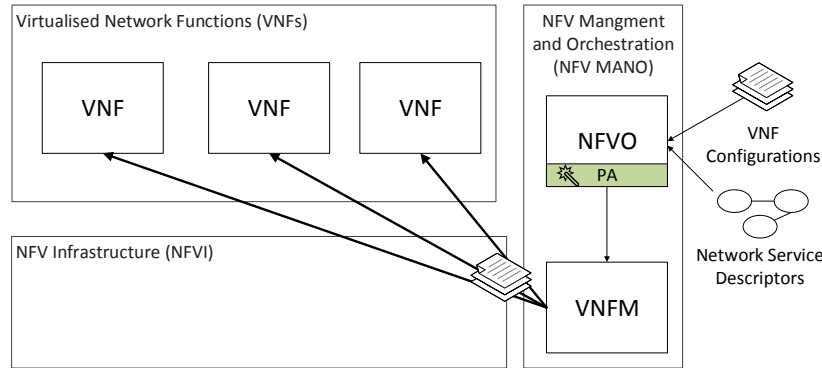 Virtualised Network Functions (VNFs)
VNF
VNF
VNF
NFV Infrastructure (NFVI)
NFV Mangment
and Orchestration
(NFV MANO)
NFVO
PA
VNFM
VNF
Configurations
Network Service
Descriptors